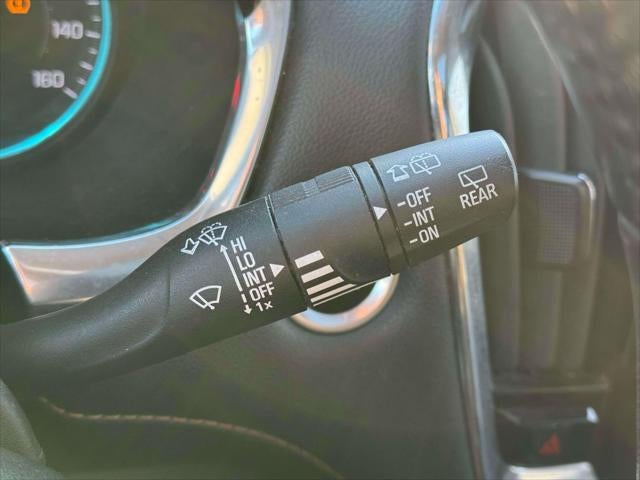 140
160
HI
LO
INT
OFF
1x
-OFF
-INT
-ON
REAR